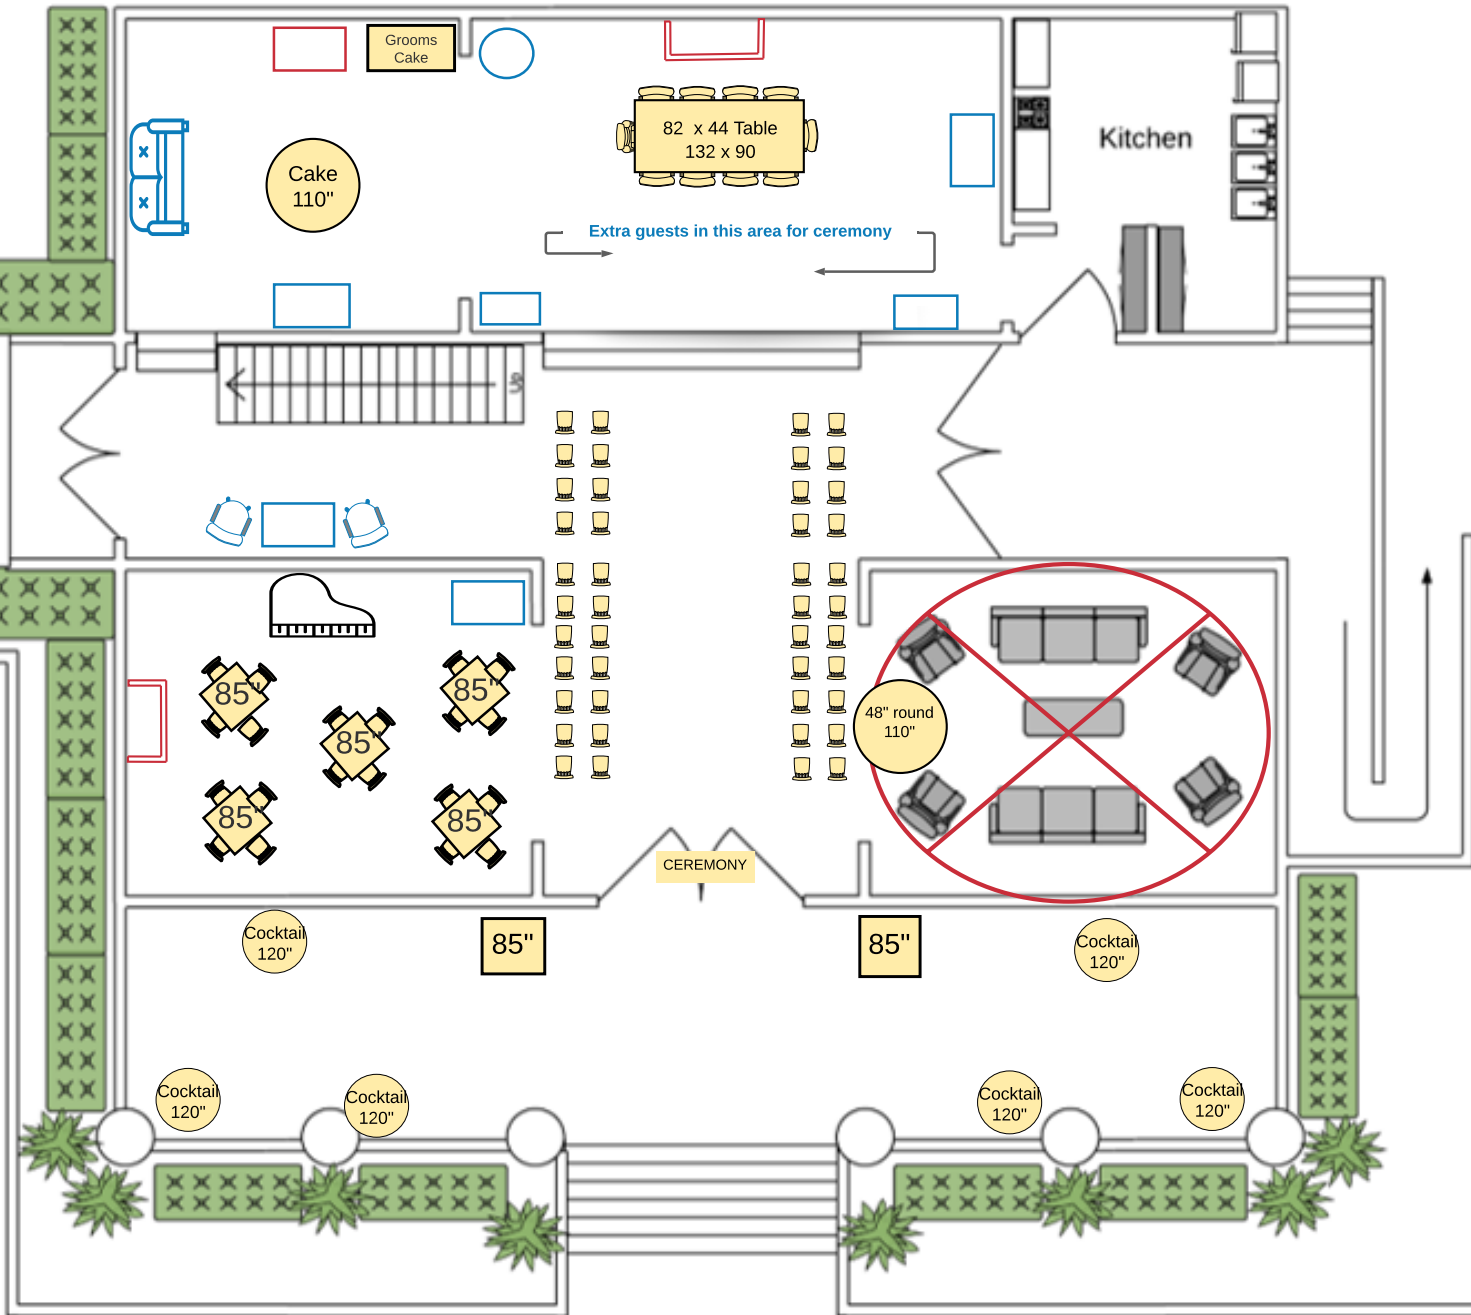 Grooms
Cake
82 x 44 Table
132 x 90
Kitchen
Cake
110"
Extra guests in this area for ceremony
Up
85"
85"
85"
85"
85"
48" round
110"
CEREMONY
Cocktail
120"
85"
85"
Cocktail
120"
Cocktail
120"
Cocktail
120"
Cocktail
120"
Cocktail
120"